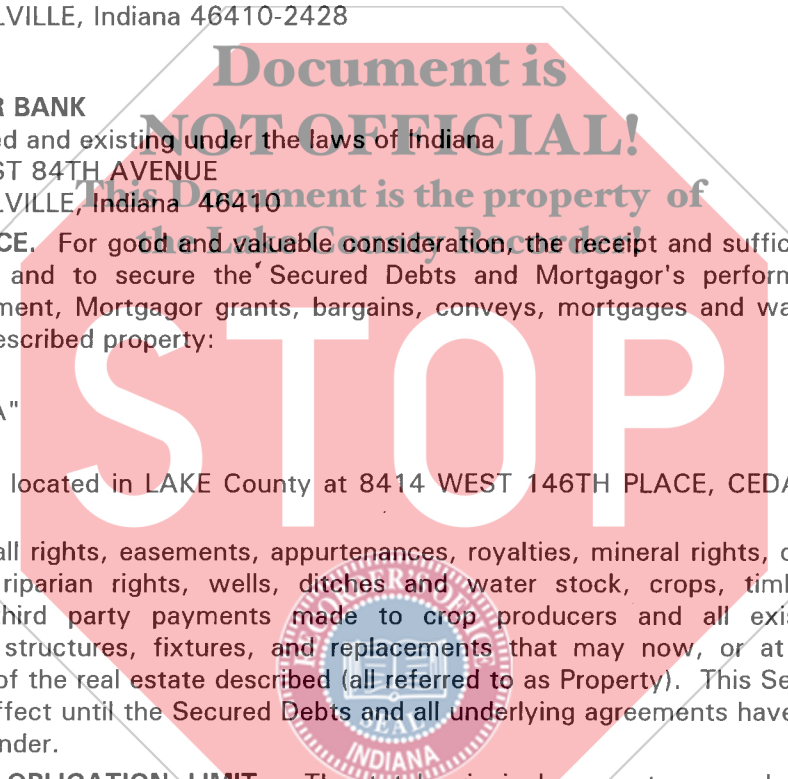 LVILLE, Indiana 46410-2428
Document is
R BANK
NOT OFFICIAL!
ed and existing under the laws of Indiana
ST 84TH AVENUE
This Document is the property of
LVILLE, Indiana 46410
the Lake County Recorder!
CE. For good and valuable consideration, the receipt and suffic
and to secure the Secured Debts and Mortgagor's perform
ment, Mortgagor grants, bargains, conveys, mortgages and wa
escribed property:
STOP
A"
located in LAKE County at 8414 WEST 146TH PLACE, CEDA
all rights, easements, appurtenances, royalties, mineral rights, o
riparian rights, wells, ditches and water stock, crops, timb
third party payments made to crop producers and all exis
structures, fixtures, and replacements that may now, or at
of the real estate described (all referred to as Property). This Se
ffect until the Secured Debts and all underlying agreements have
nder.
RECORDER OFFICE
SEAL
INDIANA
OBLIGATION LIMIT.